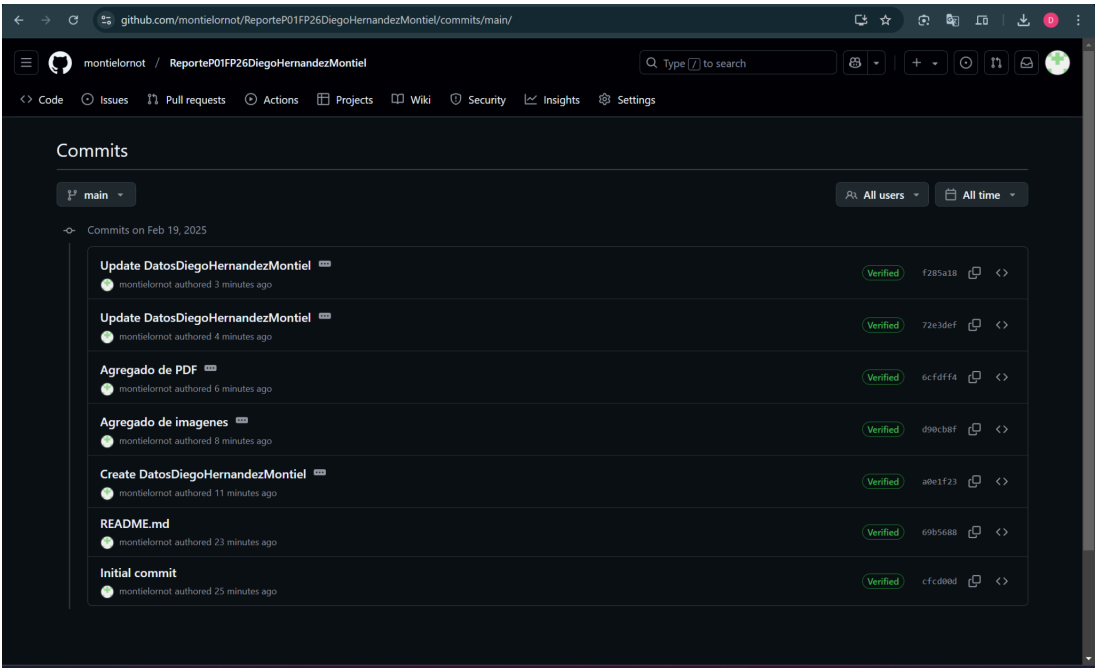 github.com/montielornot/ReporteP01FP26DiegoHernandezMontiel/commits/main/
D
montielornot / ReporteP01FP26DiegoHernandezMontiel
Type / to search
Code Issues Pull requests Actions Projects Wiki Security Insights Settings
Commits
main All users All time
Commits on Feb 19, 2025
Update DatosDiegoHernandezMontiel
montielornot authored 3 minutes ago
Verified f285a18
Update DatosDiegoHernandezMontiel
montielornot authored 4 minutes ago
Verified 72e3def
Agregado de PDF
montielornot authored 6 minutes ago
Verified 6cfdff4
Agregado de imagenes
montielornot authored 8 minutes ago
Verified d90cb8f
Create DatosDiegoHernandezMontiel
montielornot authored 11 minutes ago
Verified a0e1f23
README.md
montielornot authored 23 minutes ago
Verified 69b5688
Initial commit
montielornot authored 25 minutes ago
Verified cfcd00d